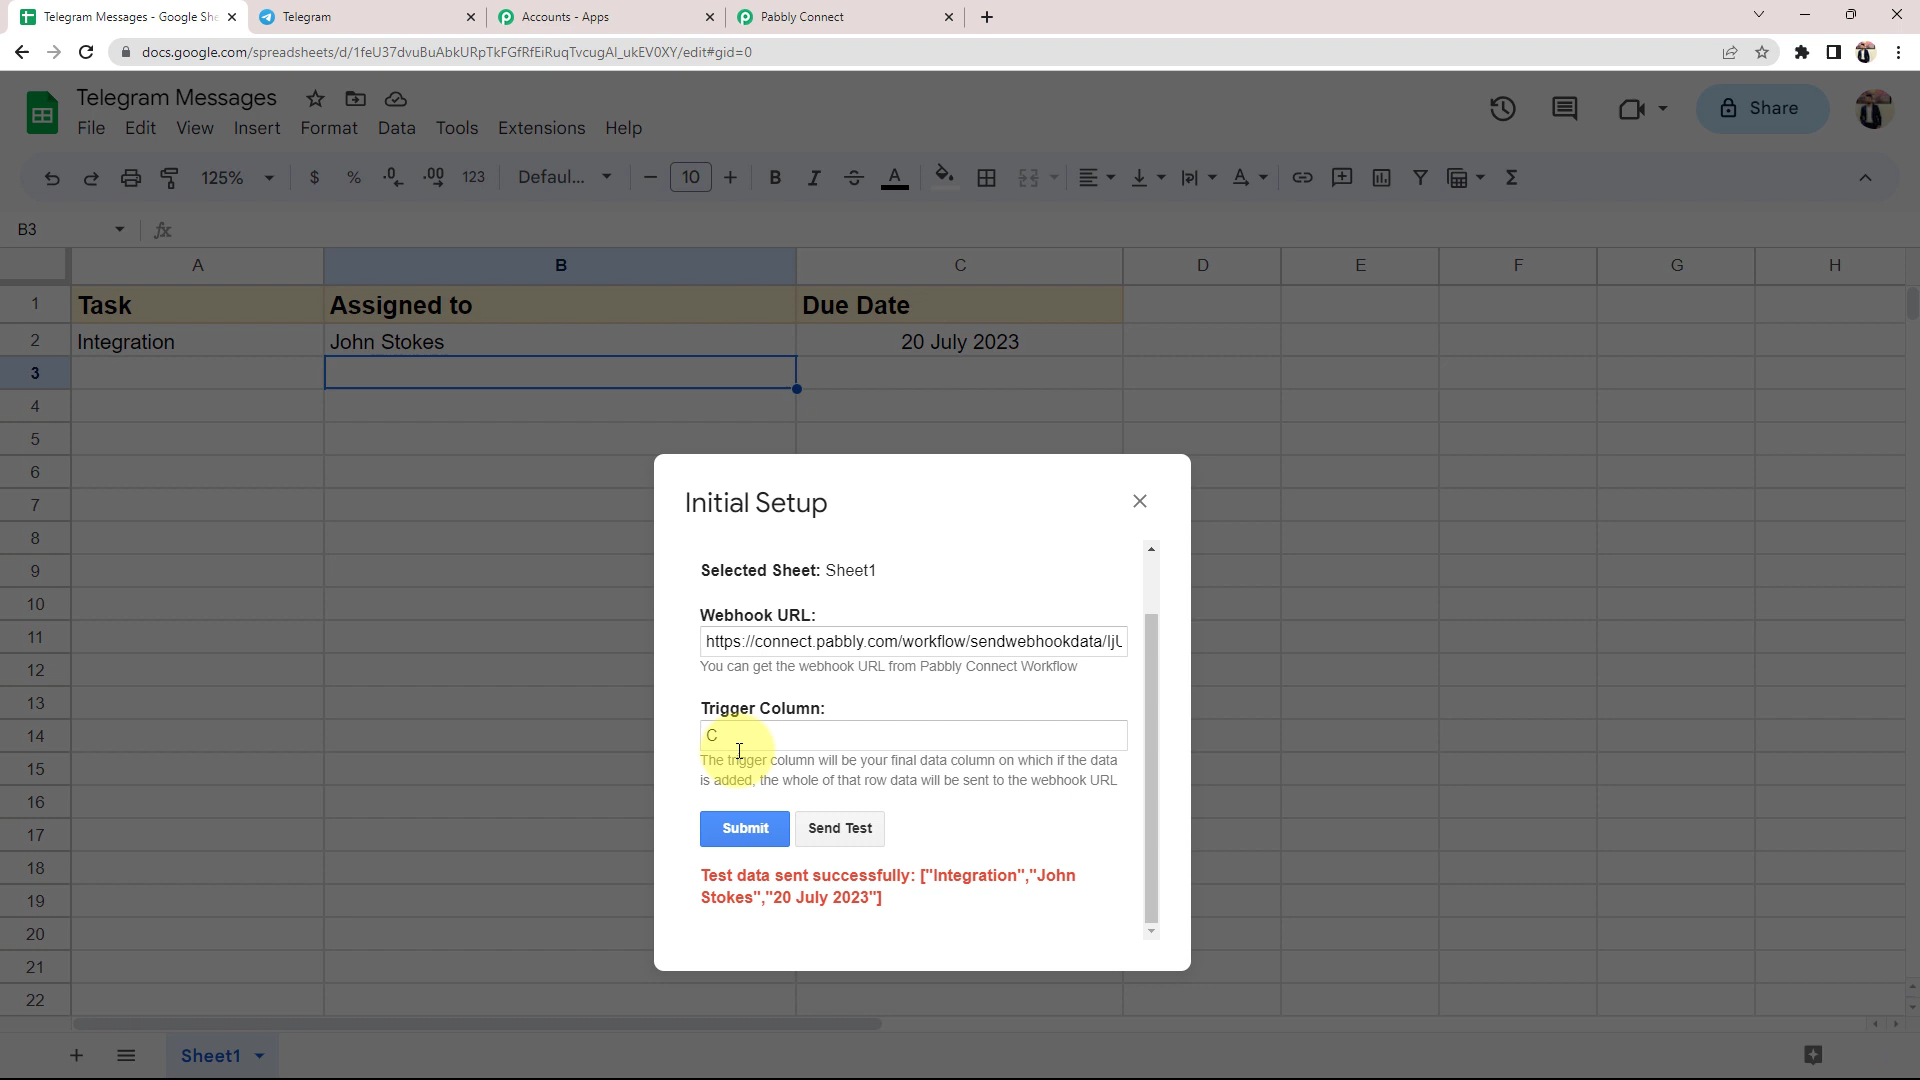 Telegram Messages - Google She
Telegram
Accounts - Apps
Pabbly Connect
docs.google.com/spreadsheets/d/1feU37dvuBuAbkURpTkFGfRfEiRuqTvcugAI_ukEV0XY/edit#gid=0
Telegram Messages
File Edit View Insert Format Data Tools Extensions Help
Share
125% $ % .0 .00 123 Defaul... 10 B I A
B3 fx
A B C D E F G H
1 Task Assigned to Due Date
2 Integration John Stokes 20 July 2023
3
4
5
6
7
8
9
10
11
12
13
14
15
16
17
18
19
20
21
22
Initial Setup
Selected Sheet: Sheet1
Webhook URL:
https://connect.pabbly.com/workflow/sendwebhookdata/IjU
You can get the webhook URL from Pabbly Connect Workflow
Trigger Column:
C
The trigger column will be your final data column on which if the data
is added, the whole of that row data will be sent to the webhook URL
Submit Send Test
Test data sent successfully: ["Integration","John
Stokes","20 July 2023"]
Sheet1